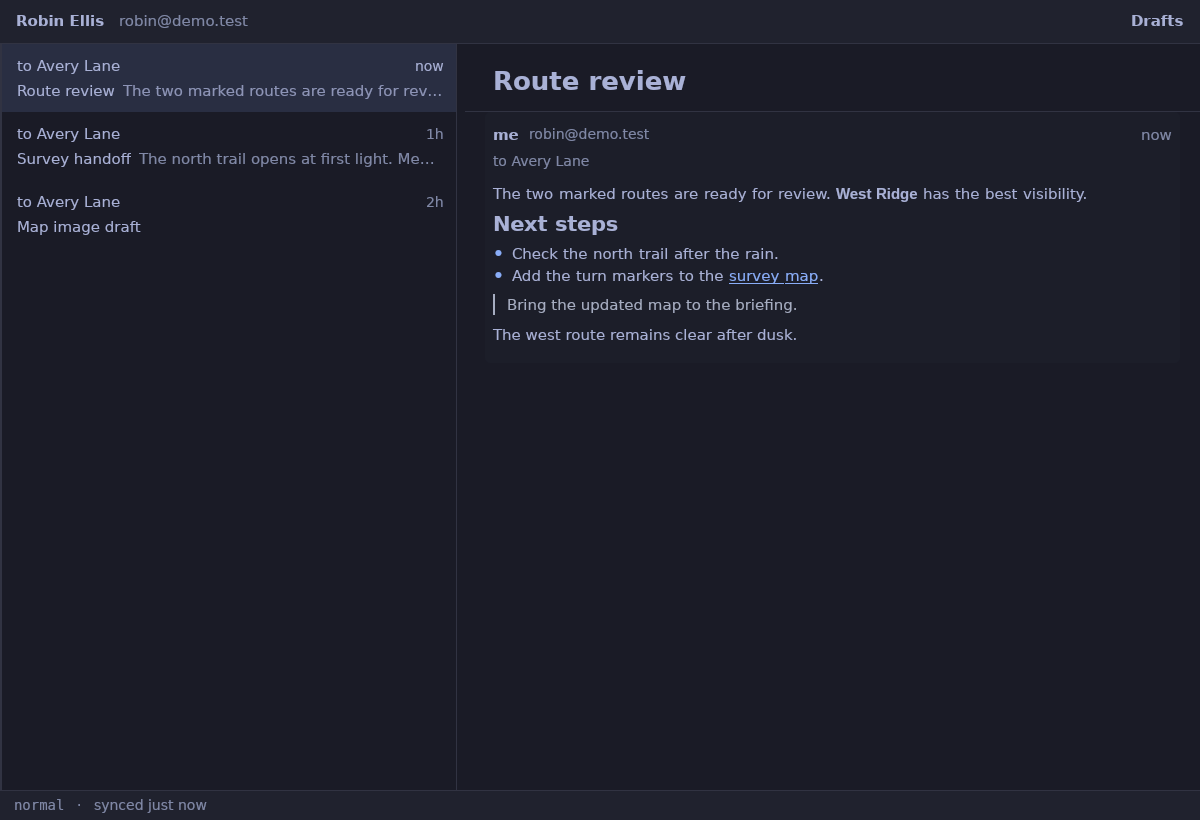 Robin Ellis robin@demo.test Drafts
to Avery Lane now
Route review The two marked routes are ready for rev…
to Avery Lane 1h
Survey handoff The north trail opens at first light. Me…
to Avery Lane 2h
Map image draft
Route review
me robin@demo.test now
to Avery Lane
The two marked routes are ready for review. West Ridge has the best visibility.
Next steps
• Check the north trail after the rain.
• Add the turn markers to the survey map.
Bring the updated map to the briefing.
The west route remains clear after dusk.
normal · synced just now